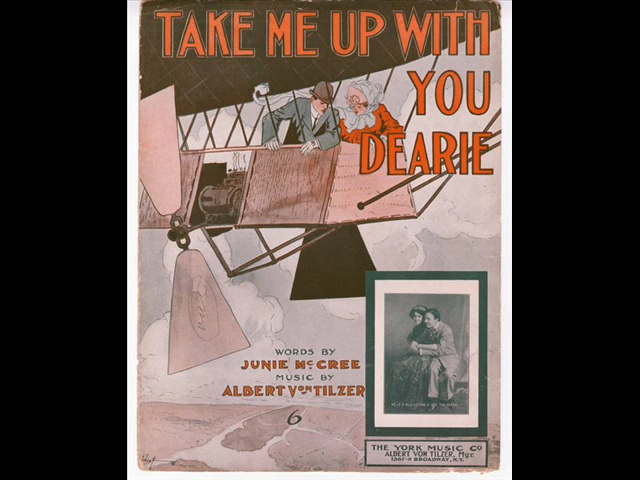 TAKE ME UP WITH
YOU
DEARIE
WORDS BY
JUNIE McCREE
MUSIC BY
ALBERT VON TILZER
6
THE YORK MUSIC Co
ALBERT VON TILZER, Mgr.
1367-9 BROADWAY, N.Y.